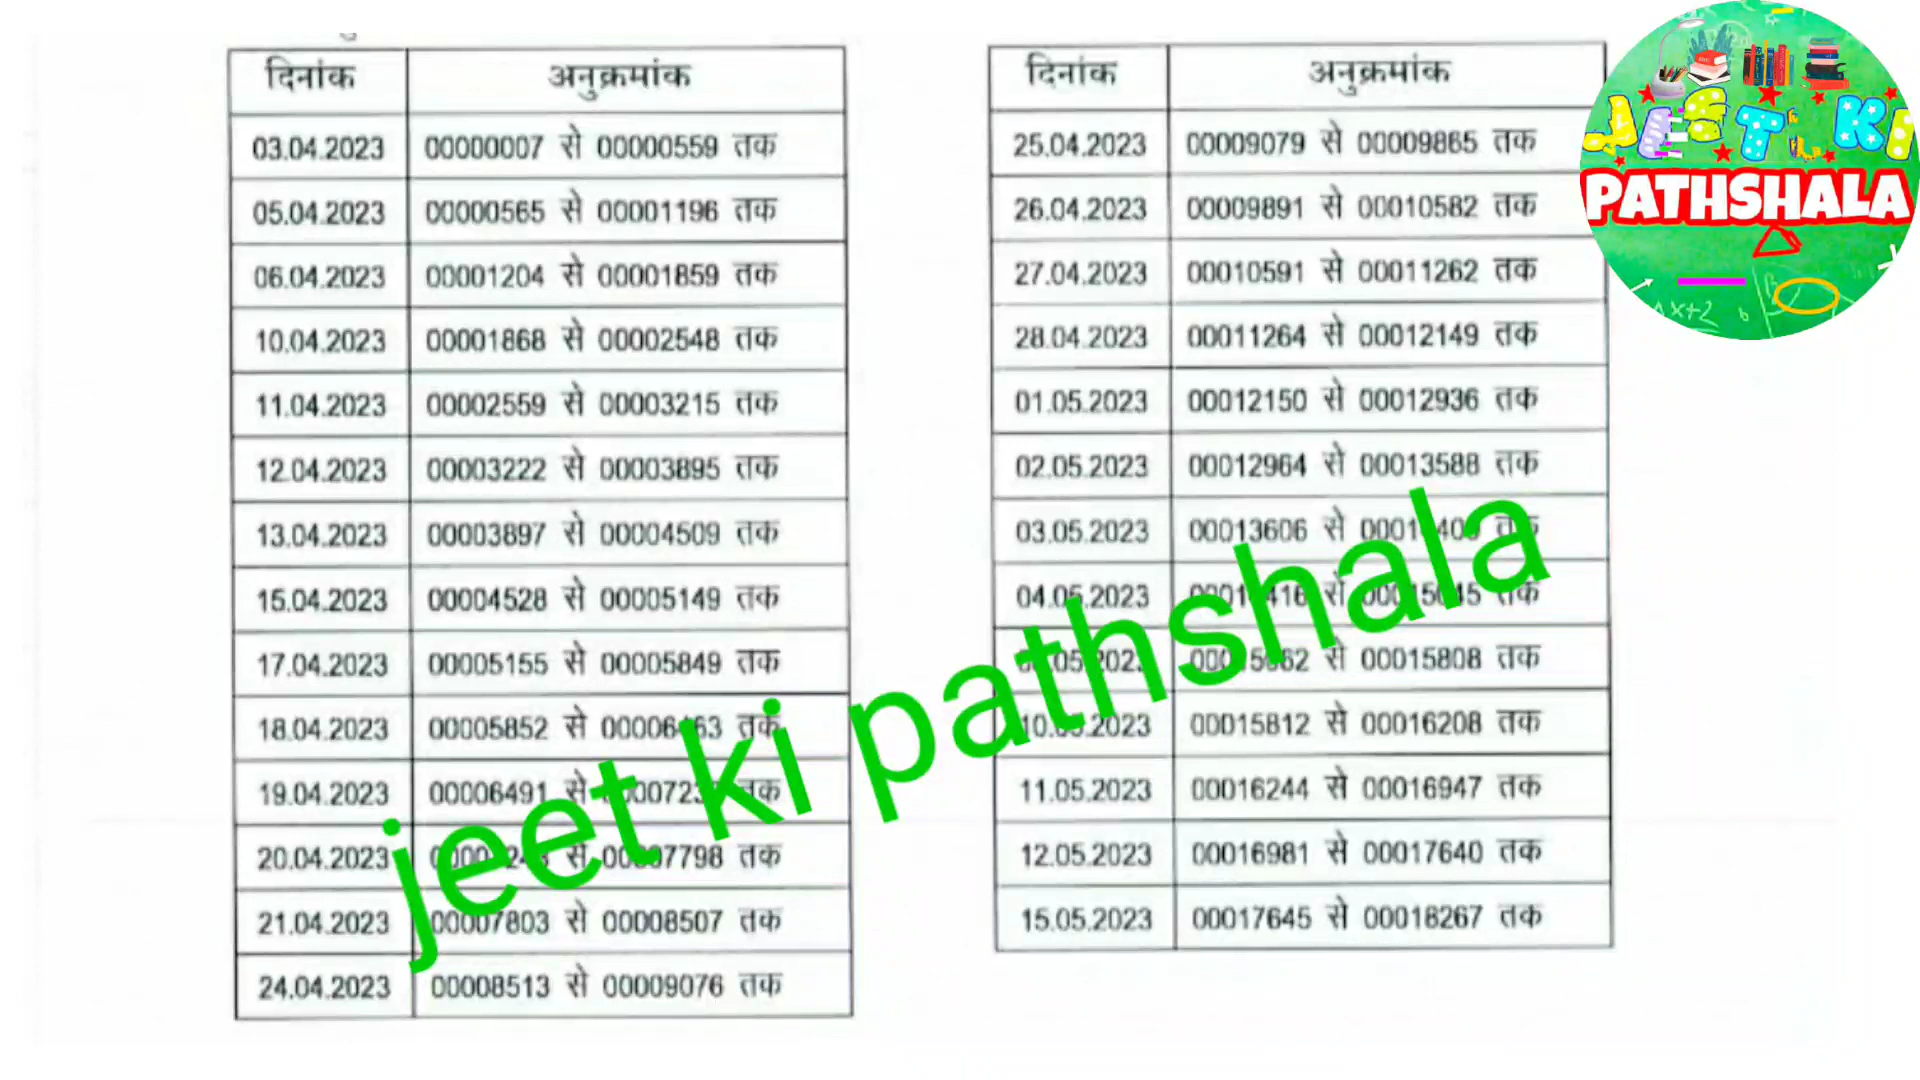 दिनांक अनुक्रमांक
03.04.2023 00000007 से 00000559 तक
05.04.2023 00000565 से 00001196 तक
06.04.2023 00001204 से 00001859 तक
10.04.2023 00001868 से 00002548 तक
11.04.2023 00002559 से 00003215 तक
12.04.2023 00003222 से 00003895 तक
13.04.2023 00003897 से 00004509 तक
15.04.2023 00004528 से 00005149 तक
17.04.2023 00005155 से 00005849 तक
18.04.2023 00005852 से तक
19.04.2023 00006491 से तक
20.04.2023 से 00007798 तक
21.04.2023 00007803 से 00008507 तक
24.04.2023 00008513 से 00009076 तक
दिनांक अनुक्रमांक
25.04.2023 00009079 से 00009865 तक
26.04.2023 00009891 से 00010582 तक
27.04.2023 00010591 से 00011262 तक
28.04.2023 00011264 से 00012149 तक
01.05.2023 00012150 से 00012936 तक
02.05.2023 00012964 से 00013588 तक
03.05.2023 00013606 से तक
04.05.2023 से तक
से 00015808 तक
10.05.2023 00015812 से 00016208 तक
11.05.2023 00016244 से 00016947 तक
12.05.2023 00016981 से 00017640 तक
15.05.2023 00017645 से 00018267 तक
jeet ki pathshala
JEET KI
PATHSHALA
x+2